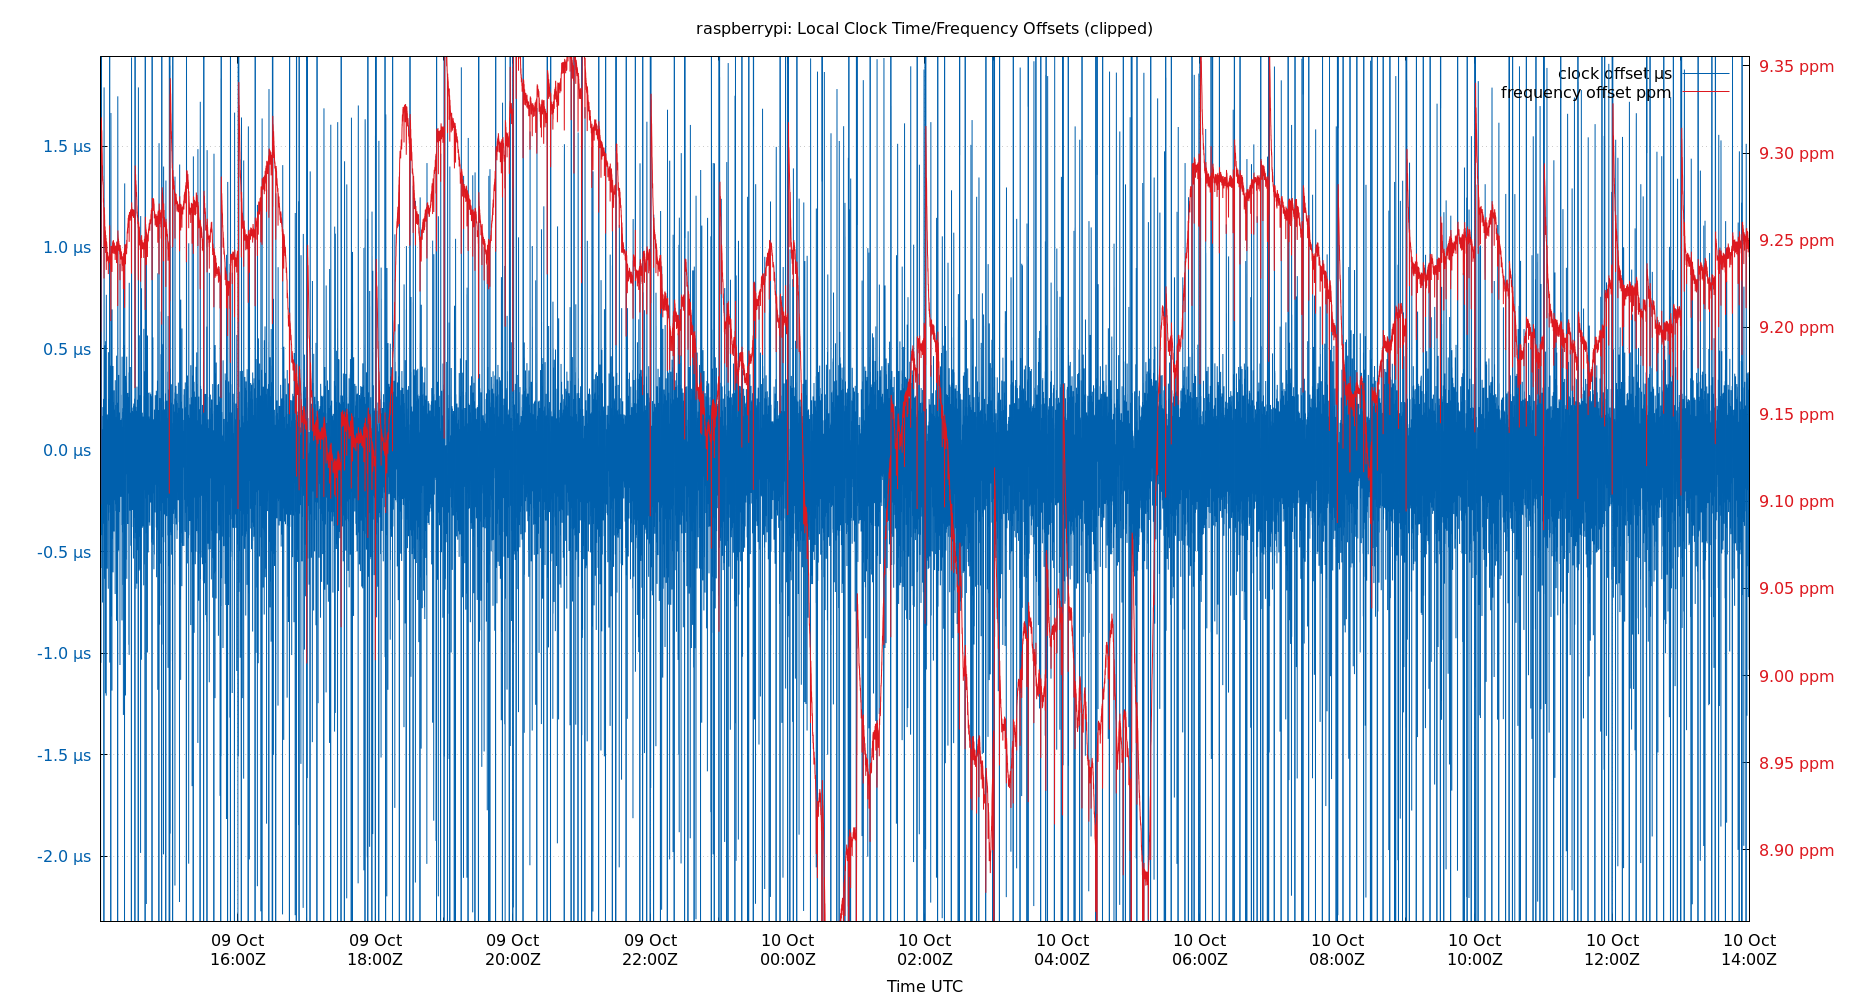 raspberrypi: Local Clock Time/Frequency Offsets (clipped)
clock offset µs
frequency offset ppm
1.5 µs
1.0 µs
0.5 µs
0.0 µs
-0.5 µs
-1.0 µs
-1.5 µs
-2.0 µs
9.35 ppm
9.30 ppm
9.25 ppm
9.20 ppm
9.15 ppm
9.10 ppm
9.05 ppm
9.00 ppm
8.95 ppm
8.90 ppm
09 Oct 09 Oct 09 Oct 09 Oct 10 Oct 10 Oct 10 Oct 10 Oct 10 Oct 10 Oct 10 Oct 10 Oct
16:00Z 18:00Z 20:00Z 22:00Z 00:00Z 02:00Z 04:00Z 06:00Z 08:00Z 10:00Z 12:00Z 14:00Z
Time UTC